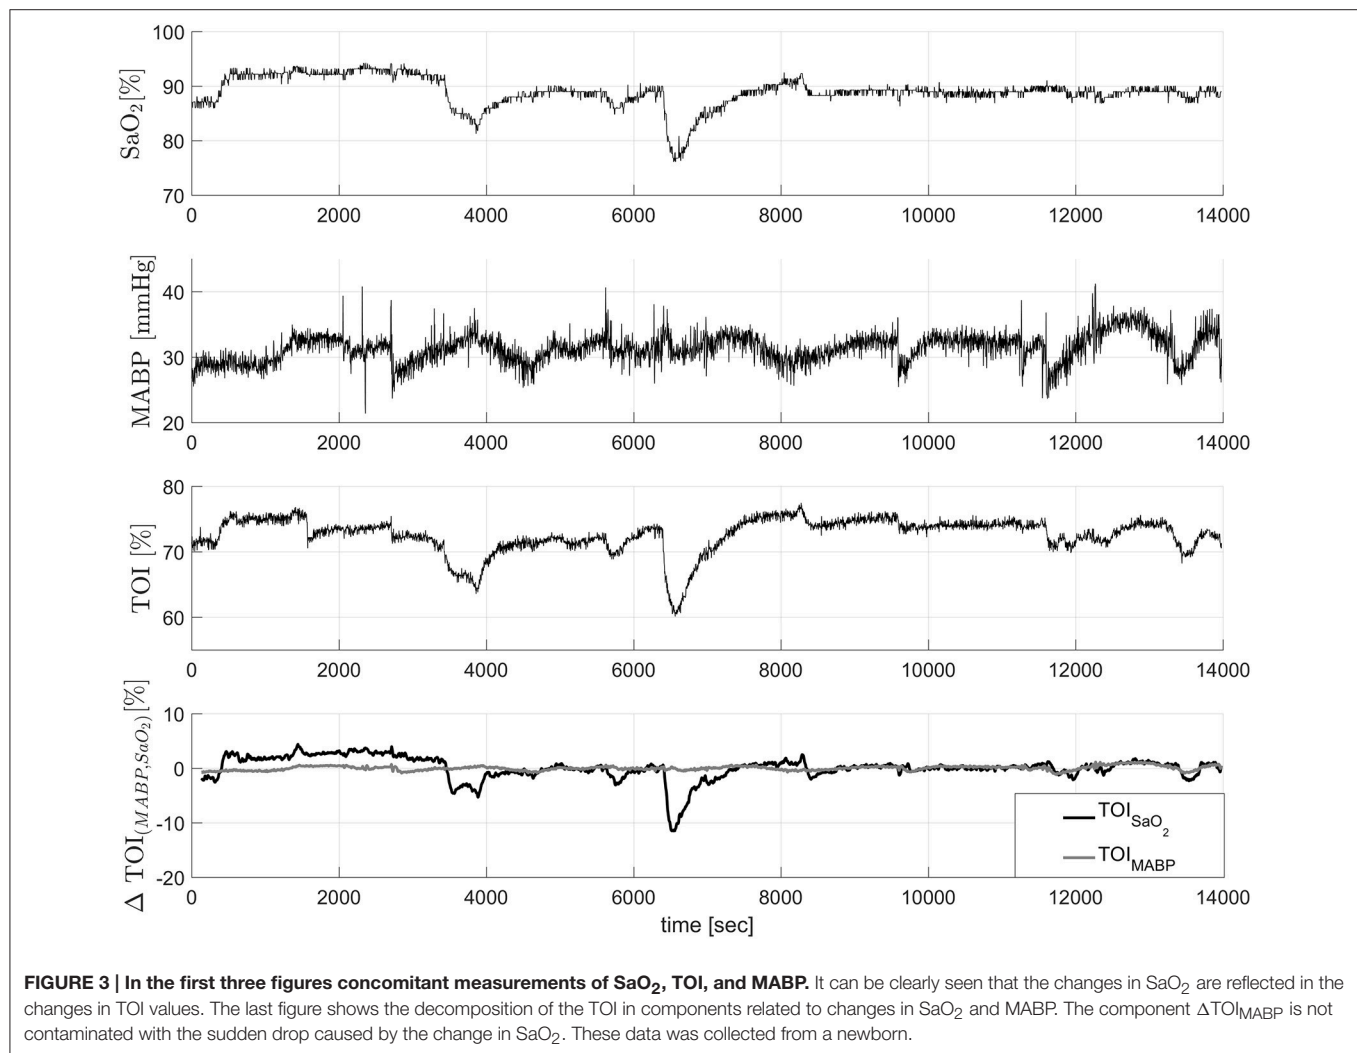 100
90
80
70
SaO2[%]
0 2000 4000 6000 8000 10000 12000 14000
40
30
20
MABP [mmHg]
0 2000 4000 6000 8000 10000 12000 14000
80
70
60
TOI [%]
0 2000 4000 6000 8000 10000 12000 14000
10
0
-10
-20
Δ TOI(MABP,SaO2)[%]
TOISaO2
TOIMABP
0 2000 4000 6000 8000 10000 12000 14000
time [sec]
FIGURE 3 | In the first three figures concomitant measurements of SaO2, TOI, and MABP. It can be clearly seen that the changes in SaO2 are reflected in the
changes in TOI values. The last figure shows the decomposition of the TOI in components related to changes in SaO2 and MABP. The component ΔTOIMABP is not
contaminated with the sudden drop caused by the change in SaO2. These data was collected from a newborn.